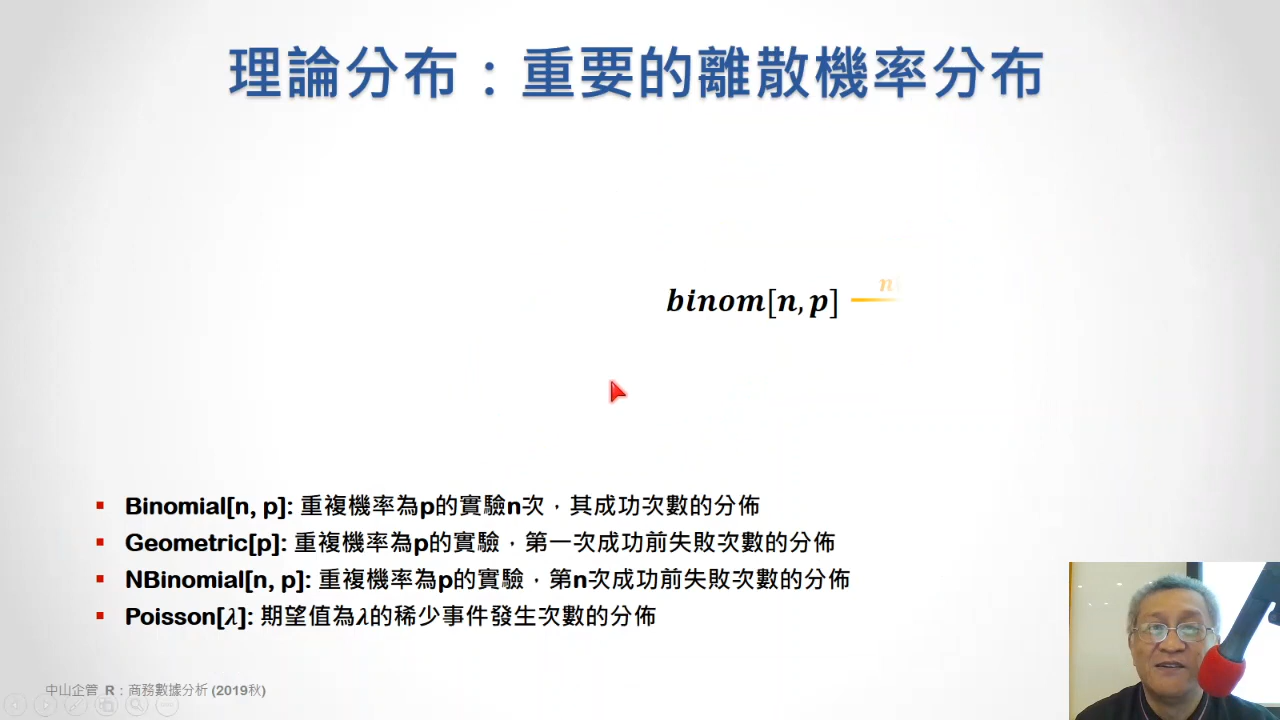 理論分布：重要的離散機率分布
binom[n, p] n
▪ Binomial[n, p]: 重複機率為p的實驗n次，其成功次數的分佈
▪ Geometric[p]: 重複機率為p的實驗，第一次成功前失敗次數的分佈
▪ NBinomial[n, p]: 重複機率為p的實驗，第n次成功前失敗次數的分佈
▪ Poisson[λ]: 期望值為λ的稀少事件發生次數的分佈
中山企管 R：商務數據分析 (2019秋)